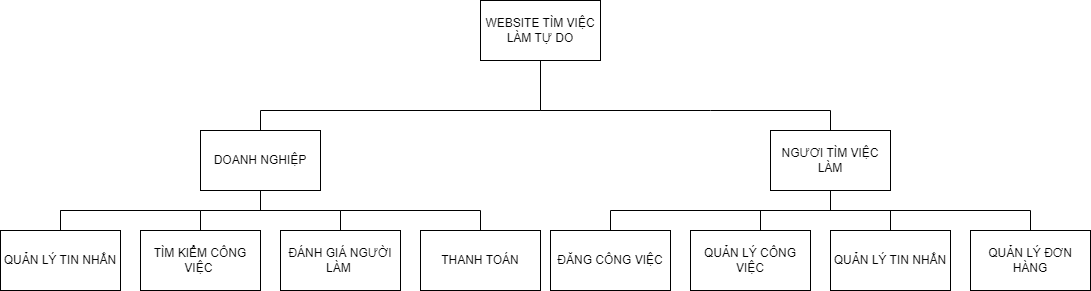 WEBSITE TÌM VIỆC
LÀM TỰ DO
DOANH NGHIỆP
NGƯƠI TÌM VIỆC
LÀM
QUẢN LÝ TIN NHẮN
TÌM KIẾM CÔNG
VIỆC
ĐÁNH GIÁ NGƯỜI
LÀM
THANH TOÁN
ĐĂNG CÔNG VIỆC
QUẢN LÝ CÔNG
VIỆC
QUẢN LÝ TIN NHẮN
QUẢN LÝ ĐƠN
HÀNG